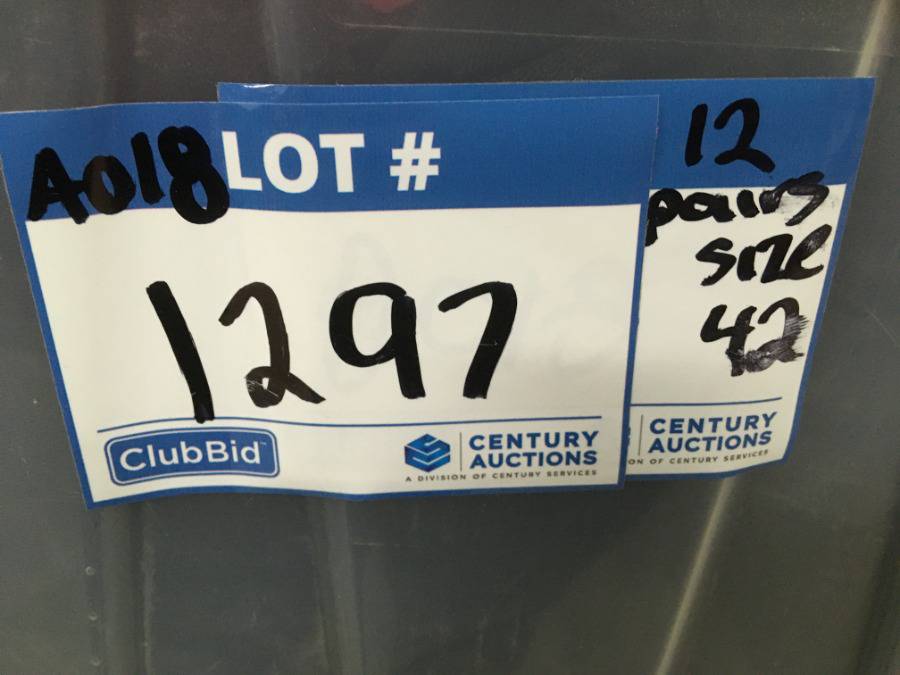 A018 LOT #
1297
ClubBid™
CENTURY
AUCTIONS
A DIVISION OF CENTURY SERVICES
12
pairs
size
42
CENTURY
AUCTIONS
ON OF CENTURY SERVICES